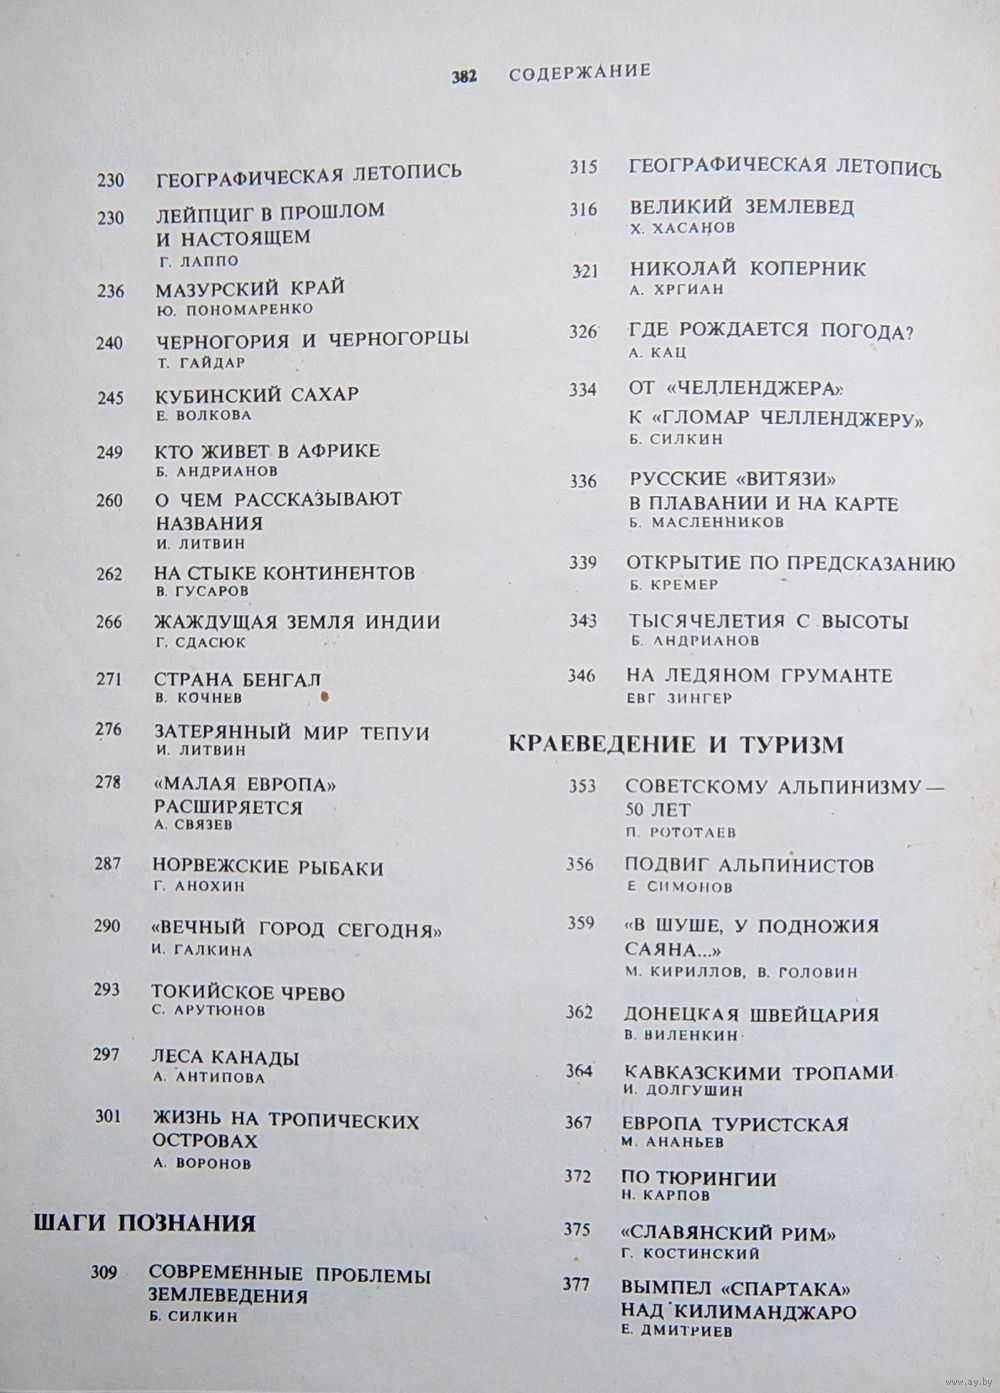 382 СОДЕРЖАНИЕ
230 ГЕОГРАФИЧЕСКАЯ ЛЕТОПИСЬ
230 ЛЕЙПЦИГ В ПРОШЛОМ
И НАСТОЯЩЕМ
Г. ЛАППО
236 МАЗУРСКИЙ КРАЙ
Ю. ПОНОМАРЕНКО
240 ЧЕРНОГОРИЯ И ЧЕРНОГОРЦЫ
Т. ГАЙДАР
245 КУБИНСКИЙ САХАР
Е. ВОЛКОВА
249 КТО ЖИВЕТ В АФРИКЕ
Б. АНДРИАНОВ
260 О ЧЕМ РАССКАЗЫВАЮТ
НАЗВАНИЯ
И. ЛИТВИН
262 НА СТЫКЕ КОНТИНЕНТОВ
В. ГУСАРОВ
266 ЖАЖДУЩАЯ ЗЕМЛЯ ИНДИИ
Г. СДАСЮК
271 СТРАНА БЕНГАЛ
В. КОЧНЕВ
276 ЗАТЕРЯННЫЙ МИР ТЕПУИ
И. ЛИТВИН
278 «МАЛАЯ ЕВРОПА»
РАСШИРЯЕТСЯ
А. СВЯЗЕВ
287 НОРВЕЖСКИЕ РЫБАКИ
Г. АНОХИН
290 «ВЕЧНЫЙ ГОРОД СЕГОДНЯ»
И. ГАЛКИНА
293 ТОКИЙСКОЕ ЧРЕВО
С. АРУТЮНОВ
297 ЛЕСА КАНАДЫ
А. АНТИПОВА
301 ЖИЗНЬ НА ТРОПИЧЕСКИХ
ОСТРОВАХ
А. ВОРОНОВ
ШАГИ ПОЗНАНИЯ
309 СОВРЕМЕННЫЕ ПРОБЛЕМЫ
ЗЕМЛЕВЕДЕНИЯ
Б. СИЛКИН
315 ГЕОГРАФИЧЕСКАЯ ЛЕТОПИСЬ
316 ВЕЛИКИЙ ЗЕМЛЕВЕД
Х. ХАСАНОВ
321 НИКОЛАЙ КОПЕРНИК
А. ХРГИАН
326 ГДЕ РОЖДАЕТСЯ ПОГОДА?
А. КАЦ
334 ОТ «ЧЕЛЛЕНДЖЕРА»
К «ГЛОМАР ЧЕЛЛЕНДЖЕРУ»
Б. СИЛКИН
336 РУССКИЕ «ВИТЯЗИ»
В ПЛАВАНИИ И НА КАРТЕ
Б. МАСЛЕННИКОВ
339 ОТКРЫТИЕ ПО ПРЕДСКАЗАНИЮ
Б. КРЕМЕР
343 ТЫСЯЧЕЛЕТИЯ С ВЫСОТЫ
Б. АНДРИАНОВ
346 НА ЛЕДЯНОМ ГРУМАНТЕ
ЕВГ ЗИНГЕР
КРАЕВЕДЕНИЕ И ТУРИЗМ
353 СОВЕТСКОМУ АЛЬПИНИЗМУ —
50 ЛЕТ
П. РОТОТАЕВ
356 ПОДВИГ АЛЬПИНИСТОВ
Е СИМОНОВ
359 «В ШУШЕ, У ПОДНОЖИЯ
САЯНА...»
М. КИРИЛЛОВ, В. ГОЛОВИН
362 ДОНЕЦКАЯ ШВЕЙЦАРИЯ
В. ВИЛЕНКИН
364 КАВКАЗСКИМИ ТРОПАМИ
И. ДОЛГУШИН
367 ЕВРОПА ТУРИСТСКАЯ
М. АНАНЬЕВ
372 ПО ТЮРИНГИИ
Н. КАРПОВ
375 «СЛАВЯНСКИЙ РИМ»
Г. КОСТИНСКИЙ
377 ВЫМПЕЛ «СПАРТАКА»
НАД КИЛИМАНДЖАРО
Е. ДМИТРИЕВ
www.ay.by